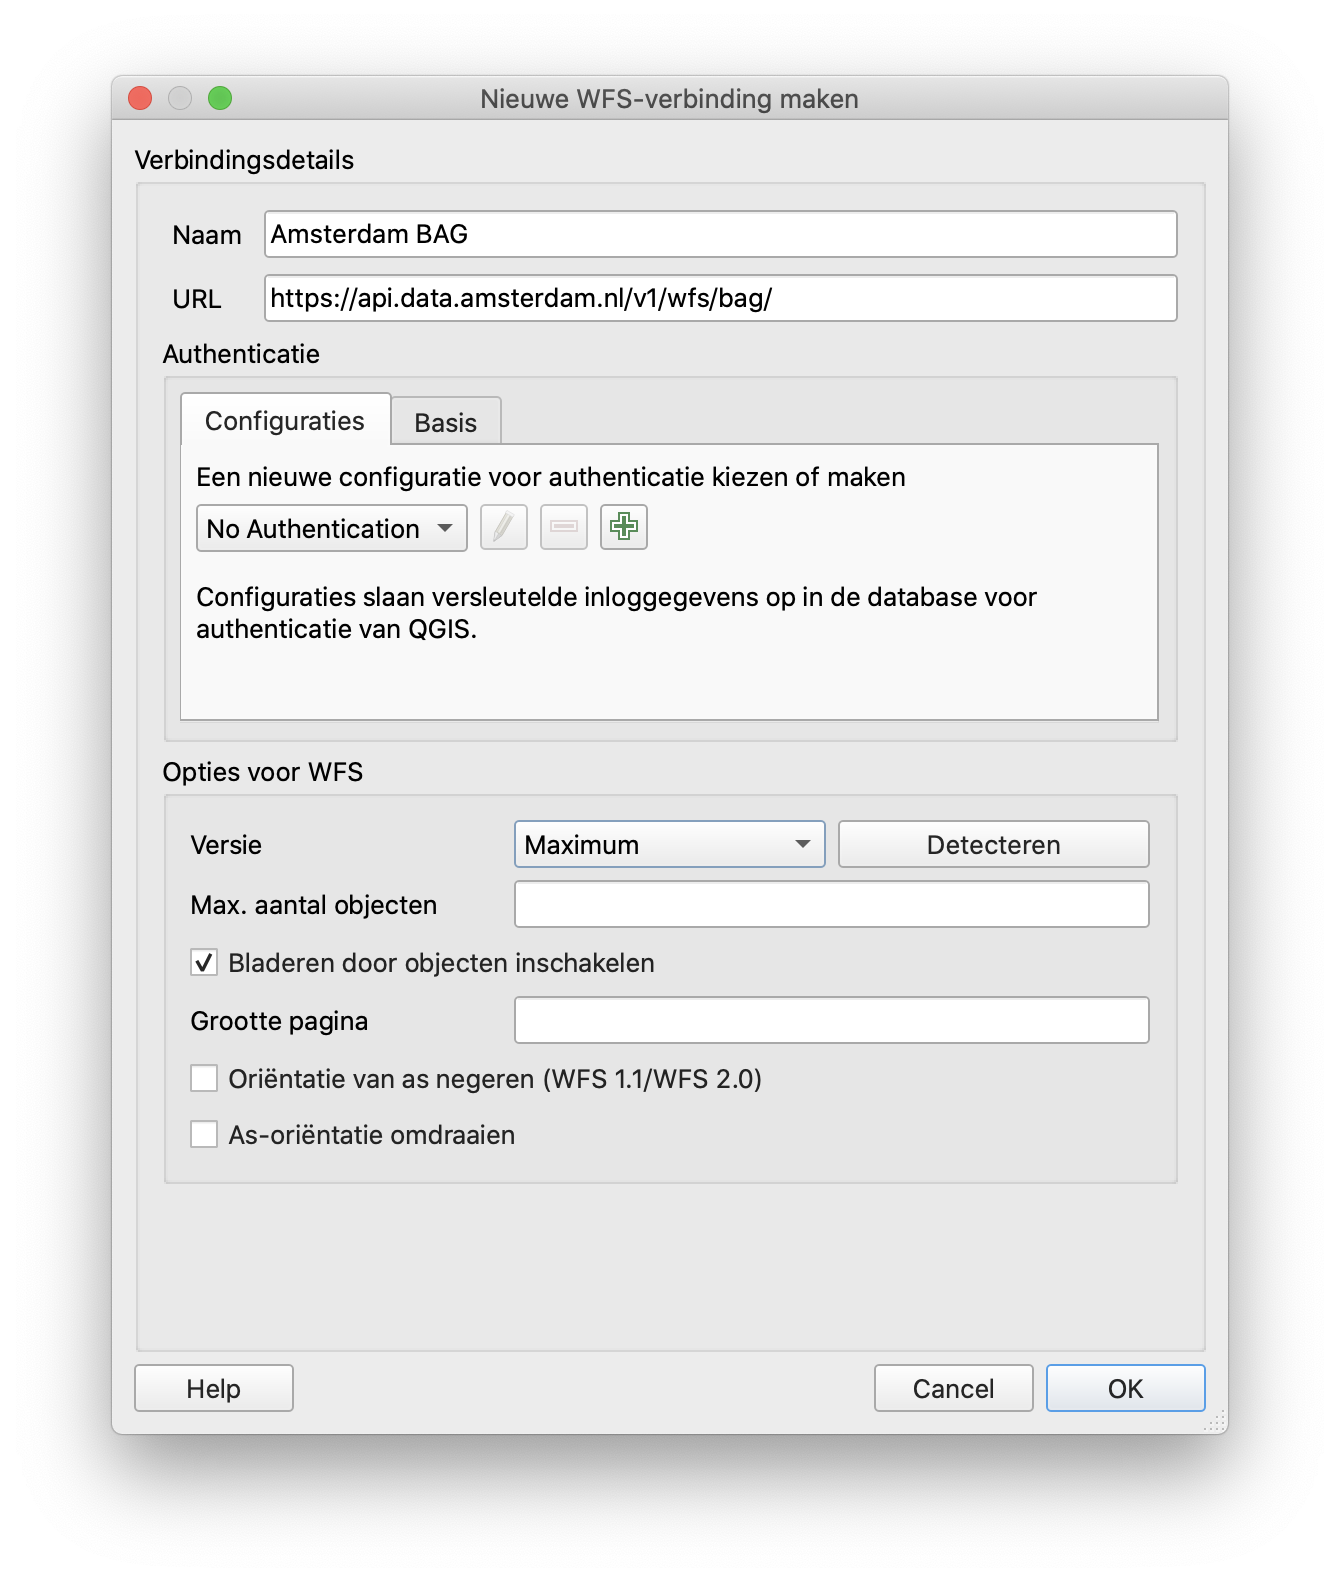 Nieuwe WFS-verbinding maken
Verbindingsdetails
Naam Amsterdam BAG
URL https://api.data.amsterdam.nl/v1/wfs/bag/
Authenticatie
Configuraties Basis
Een nieuwe configuratie voor authenticatie kiezen of maken
No Authentication
Configuraties slaan versleutelde inloggegevens op in de database voor
authenticatie van QGIS.
Opties voor WFS
Versie Maximum Detecteren
Max. aantal objecten
Bladeren door objecten inschakelen
Grootte pagina
Oriëntatie van as negeren (WFS 1.1/WFS 2.0)
As-oriëntatie omdraaien
Help Cancel OK